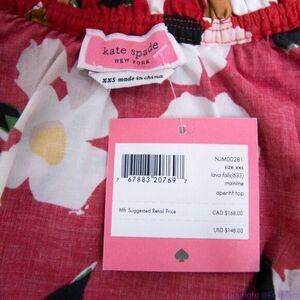 kate spade
NEW YORK
XXS made in china
NJM00281
size xxs
lava falls(633)
mainline
aperitif top
7 67883 20769 7
Mfr Suggested Retail Price
CAD $168.00
USD $148.00